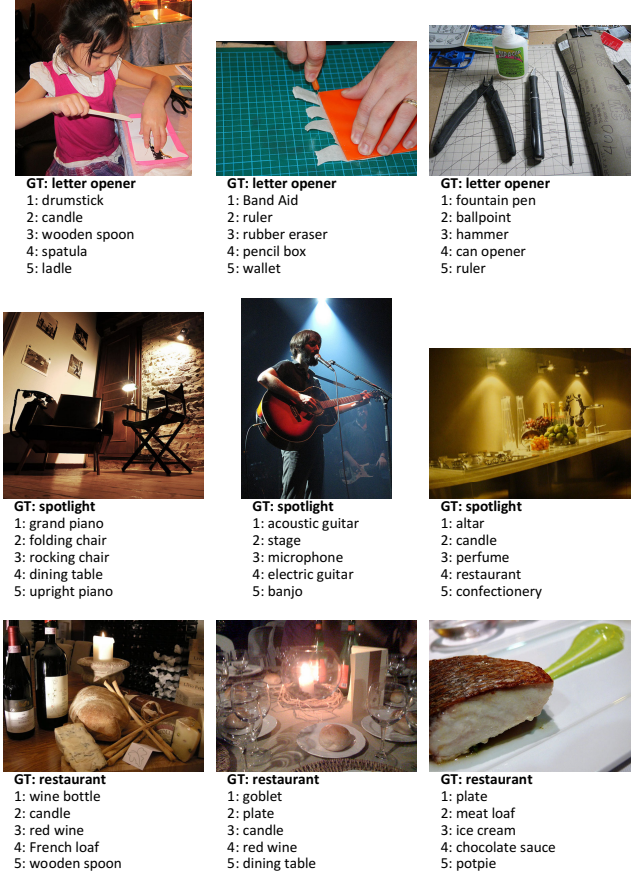 GT: letter opener
1: drumstick
2: candle
3: wooden spoon
4: spatula
5: ladle
GT: letter opener
1: Band Aid
2: ruler
3: rubber eraser
4: pencil box
5: wallet
GT: letter opener
1: fountain pen
2: ballpoint
3: hammer
4: can opener
5: ruler
GT: spotlight
1: grand piano
2: folding chair
3: rocking chair
4: dining table
5: upright piano
GT: spotlight
1: acoustic guitar
2: stage
3: microphone
4: electric guitar
5: banjo
GT: spotlight
1: altar
2: candle
3: perfume
4: restaurant
5: confectionery
GT: restaurant
1: wine bottle
2: candle
3: red wine
4: French loaf
5: wooden spoon
GT: restaurant
1: goblet
2: plate
3: candle
4: red wine
5: dining table
GT: restaurant
1: plate
2: meat loaf
3: ice cream
4: chocolate sauce
5: potpie